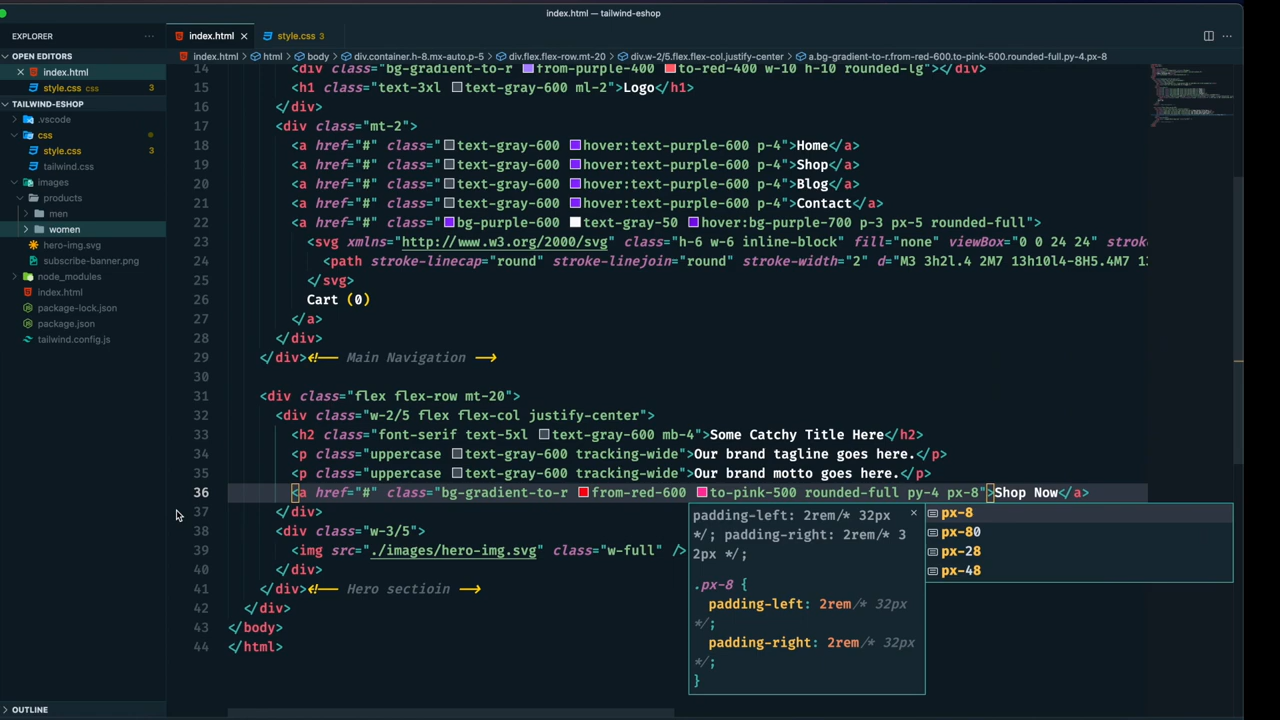 index.html — tailwind-eshop
EXPLORER
index.html
style.css 3
OPEN EDITORS
index.html
style.css css 3
TAILWIND-ESHOP
.vscode
css
style.css 3
tailwind.css
images
products
men
women
hero-img.svg
subscribe-banner.png
node_modules
index.html
package-lock.json
package.json
tailwind.config.js
OUTLINE
index.html > html > body > div.container.h-8.mx-auto.p-5 > div.flex.flex-row.mt-20 > div.w-2/5.flex.flex-col.justify-center > a.bg-gradient-to-r.from-red-600.to-pink-500.rounded-full.py-4.px-8
14 <div class="bg-gradient-to-r from-purple-400 to-red-400 w-10 h-10 rounded-lg"></div>
15 <h1 class="text-3xl text-gray-600 ml-2">Logo</h1>
16 </div>
17 <div class="mt-2">
18 <a href="#" class="text-gray-600 hover:text-purple-600 p-4">Home</a>
19 <a href="#" class="text-gray-600 hover:text-purple-600 p-4">Shop</a>
20 <a href="#" class="text-gray-600 hover:text-purple-600 p-4">Blog</a>
21 <a href="#" class="text-gray-600 hover:text-purple-600 p-4">Contact</a>
22 <a href="#" class="bg-purple-600 text-gray-50 hover:bg-purple-700 p-3 px-5 rounded-full">
23 <svg xmlns="http://www.w3.org/2000/svg" class="h-6 w-6 inline-block" fill="none" viewBox="0 0 24 24" strok
24 <path stroke-linecap="round" stroke-linejoin="round" stroke-width="2" d="M3 3h2l.4 2M7 13h10l4-8H5.4M7 1
25 </svg>
26 Cart (0)
27 </a>
28 </div>
29 </div><!-- Main Navigation -->
30
31 <div class="flex flex-row mt-20">
32 <div class="w-2/5 flex flex-col justify-center">
33 <h2 class="font-serif text-5xl text-gray-600 mb-4">Some Catchy Title Here</h2>
34 <p class="uppercase text-gray-600 tracking-wide">Our brand tagline goes here.</p>
35 <p class="uppercase text-gray-600 tracking-wide">Our brand motto goes here.</p>
36 <a href="#" class="bg-gradient-to-r from-red-600 to-pink-500 rounded-full py-4 px-8">Shop Now</a>
37 </div>
38 <div class="w-3/5">
39 <img src="./images/hero-img.svg" class="w-full" />
40 </div>
41 </div><!-- Hero sectioin -->
42 </div>
43 </body>
44 </html>
padding-left: 2rem/* 32px
*/; padding-right: 2rem/* 3
2px */;
.px-8 {
padding-left: 2rem/* 32px
*/;
padding-right: 2rem/* 32px
*/;
}
px-8
px-80
px-28
px-48